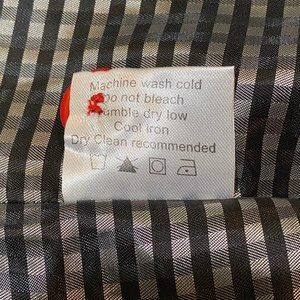 Machine wash cold
Do not bleach
Tumble dry low
Cool iron
Dry Clean recommended